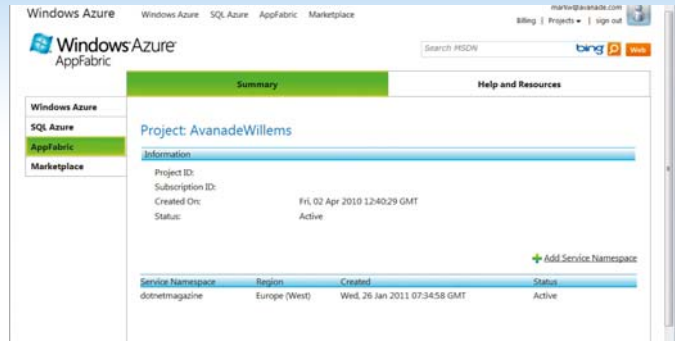 Windows Azure Windows Azure SQL Azure AppFabric Marketplace
markw@avanade.com
Billing | Projects | sign out
Windows Azure
AppFabric
Search MSDN bing Web
Summary Help and Resources
Windows Azure
SQL Azure
AppFabric
Marketplace
Project: AvanadeWillems
Information
Project ID:
Subscription ID:
Created On: Fri, 02 Apr 2010 12:40:29 GMT
Status: Active
Add Service Namespace
Service Namespace Region Created Status
dotnetmagazine Europe (West) Wed, 26 Jan 2011 07:34:58 GMT Active